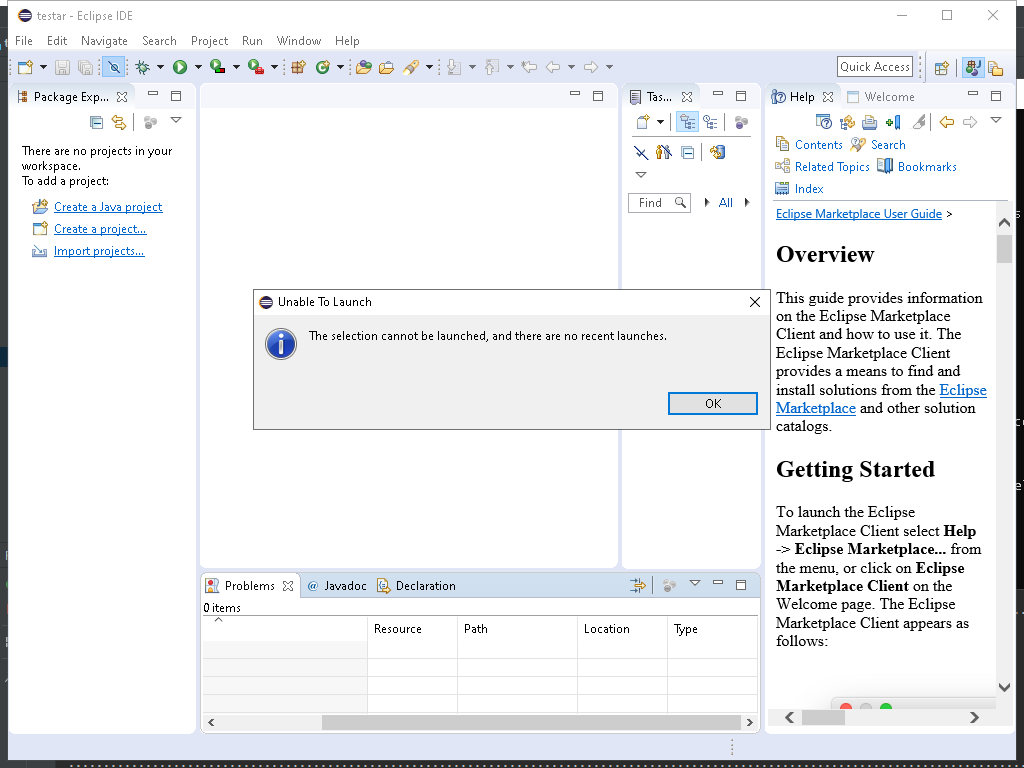 testar - Eclipse IDE
File Edit Navigate Search Project Run Window Help
Quick Access
Package Exp...
There are no projects in your
workspace.
To add a project:
Create a Java project
Create a project...
Import projects...
Tas...
Find
All
Help
Welcome
Contents Search
Related Topics Bookmarks
Index
Eclipse Marketplace User Guide >
Overview
This guide provides information
on the Eclipse Marketplace
Client and how to use it. The
Eclipse Marketplace Client
provides a means to find and
install solutions from the Eclipse
Marketplace and other solution
catalogs.
Getting Started
To launch the Eclipse
Marketplace Client select Help
-> Eclipse Marketplace... from
the menu, or click on Eclipse
Marketplace Client on the
Welcome page. The Eclipse
Marketplace Client appears as
follows:
Unable To Launch
The selection cannot be launched, and there are no recent launches.
OK
Problems @ Javadoc Declaration
0 items
Resource Path Location Type